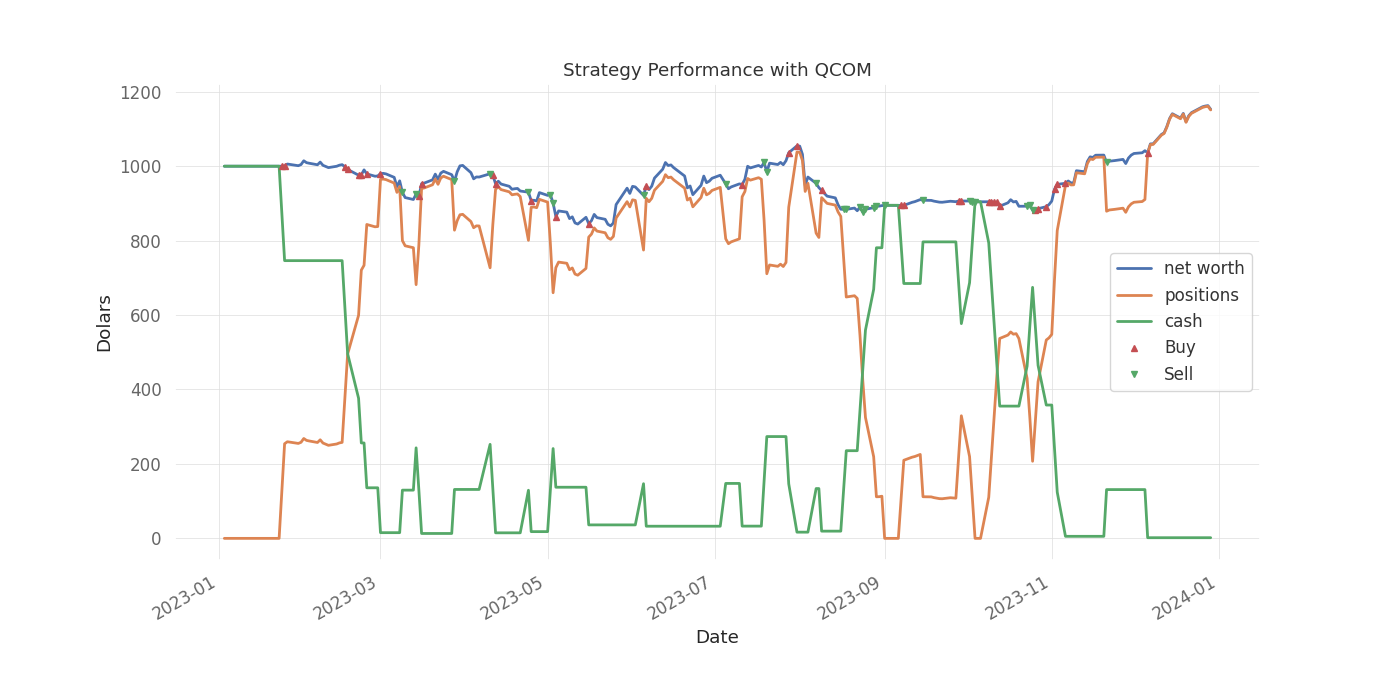 Strategy Performance with QCOM
1200
1000
800
600
400
200
0
Dolars
net worth
positions
cash
Buy
Sell
2023-01
2023-03
2023-05
2023-07
2023-09
2023-11
2024-01
Date